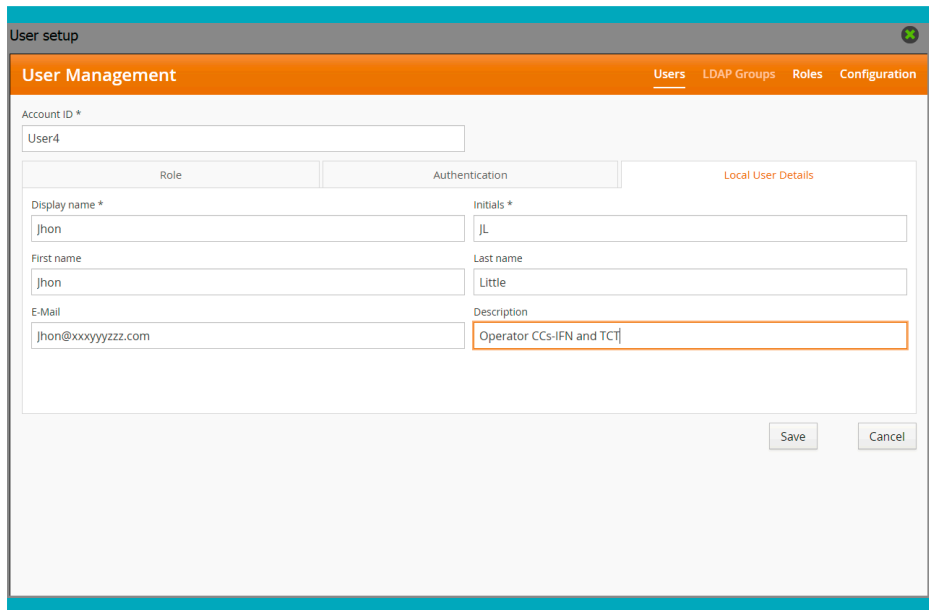 User setup
User Management Users LDAP Groups Roles Configuration
Account ID *
User4
Role Authentication Local User Details
Display name * Initials *
Jhon JL
First name Last name
Jhon Little
E-Mail Description
Jhon@xxxyyyzzz.com Operator CCs-IFN and TCT
Save Cancel